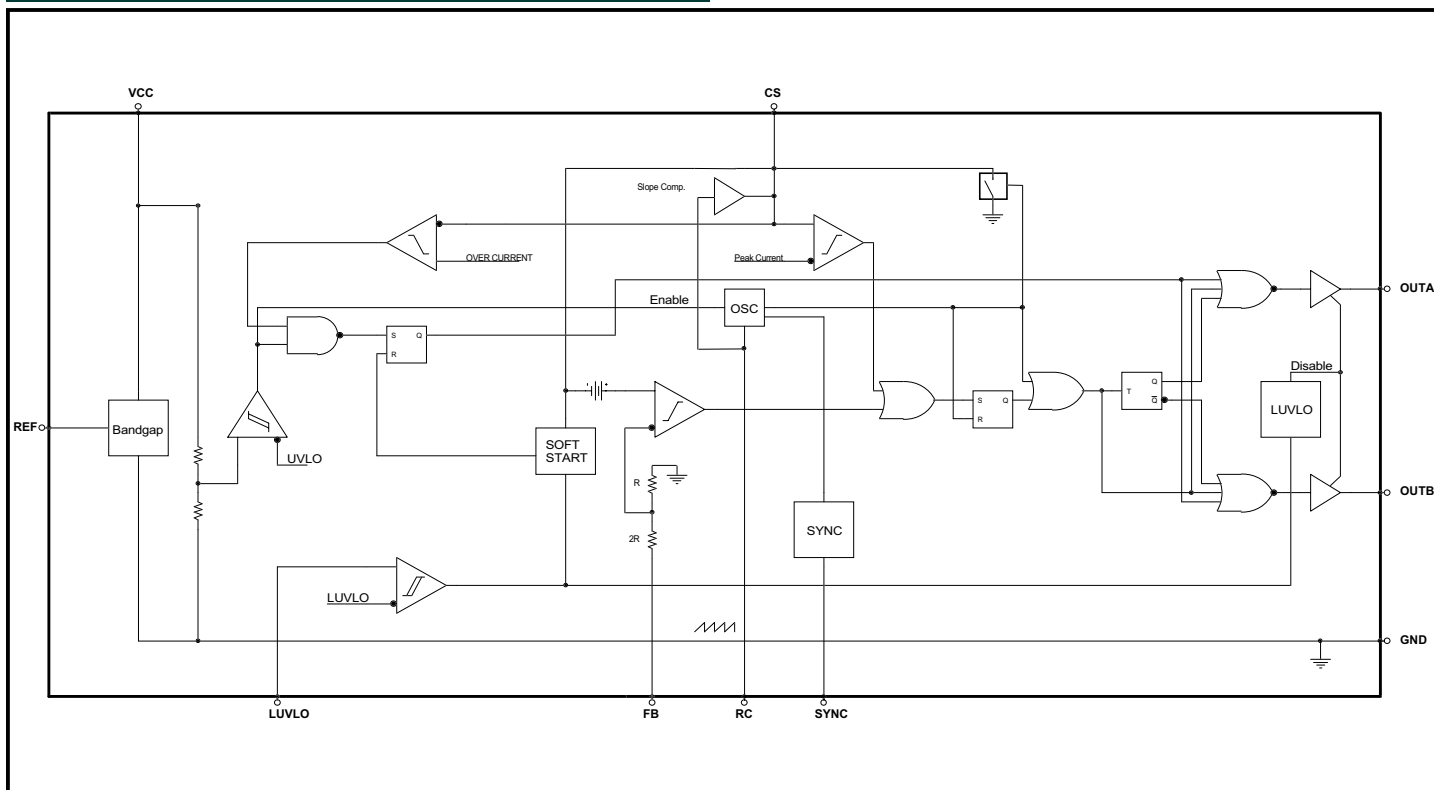 VCC
CS
Slope Comp.
OVER CURRENT
Peak Current
Enable
OSC
OUTA
S
Q
R
Disable
T
Q
Q
S
Q
R
LUVLO
REF
Bandgap
UVLO
SOFT
START
R
2R
SYNC
OUTB
LUVLO
GND
LUVLO
FB
RC
SYNC